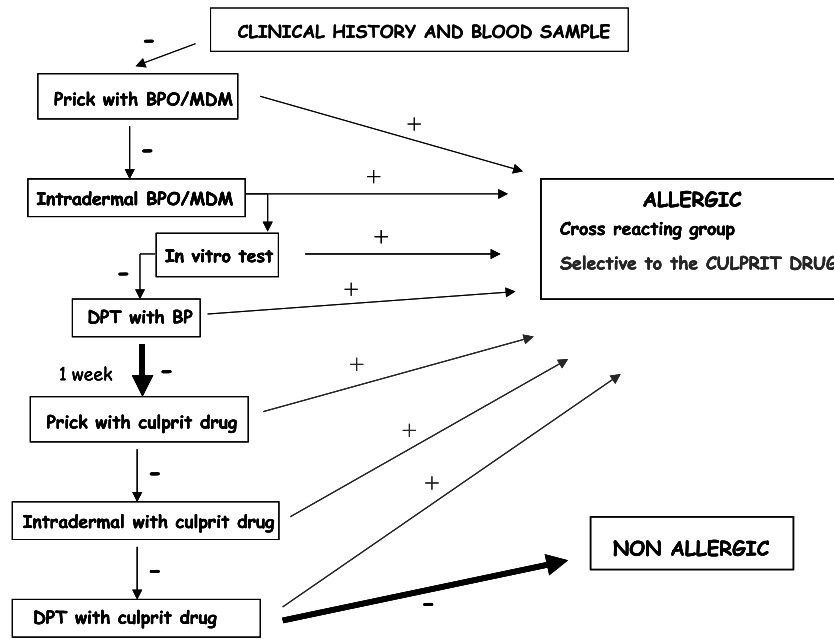 CLINICAL HISTORY AND BLOOD SAMPLE
-
Prick with BPO/MDM
+
-
Intradermal BPO/MDM
+
ALLERGIC
Cross reacting group
Selective to the CULPRIT DRUG
In vitro test
+
-
DPT with BP
+
1 week
-
Prick with culprit drug
+
-
Intradermal with culprit drug
+
-
DPT with culprit drug
+
-
NON ALLERGIC